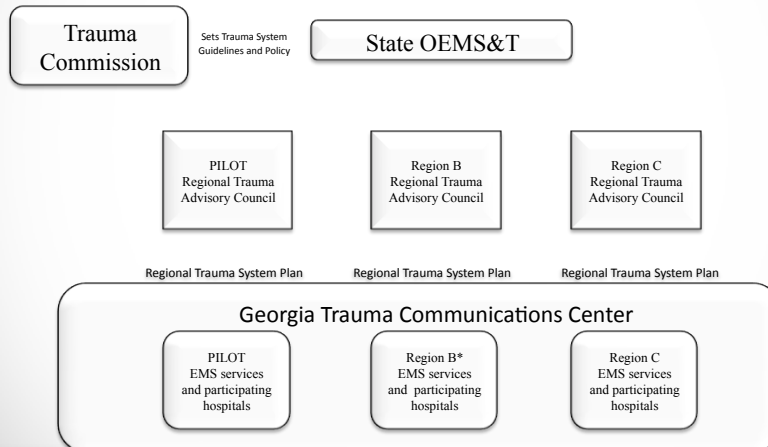 Trauma
Commission
Sets Trauma System
Guidelines and Policy
State OEMS&T
PILOT
Regional Trauma
Advisory Council
Region B
Regional Trauma
Advisory Council
Region C
Regional Trauma
Advisory Council
Regional Trauma System Plan
Regional Trauma System Plan
Regional Trauma System Plan
Georgia Trauma Communications Center
PILOT
EMS services
and participating
hospitals
Region B*
EMS services
and participating
hospitals
Region C
EMS services
and participating
hospitals